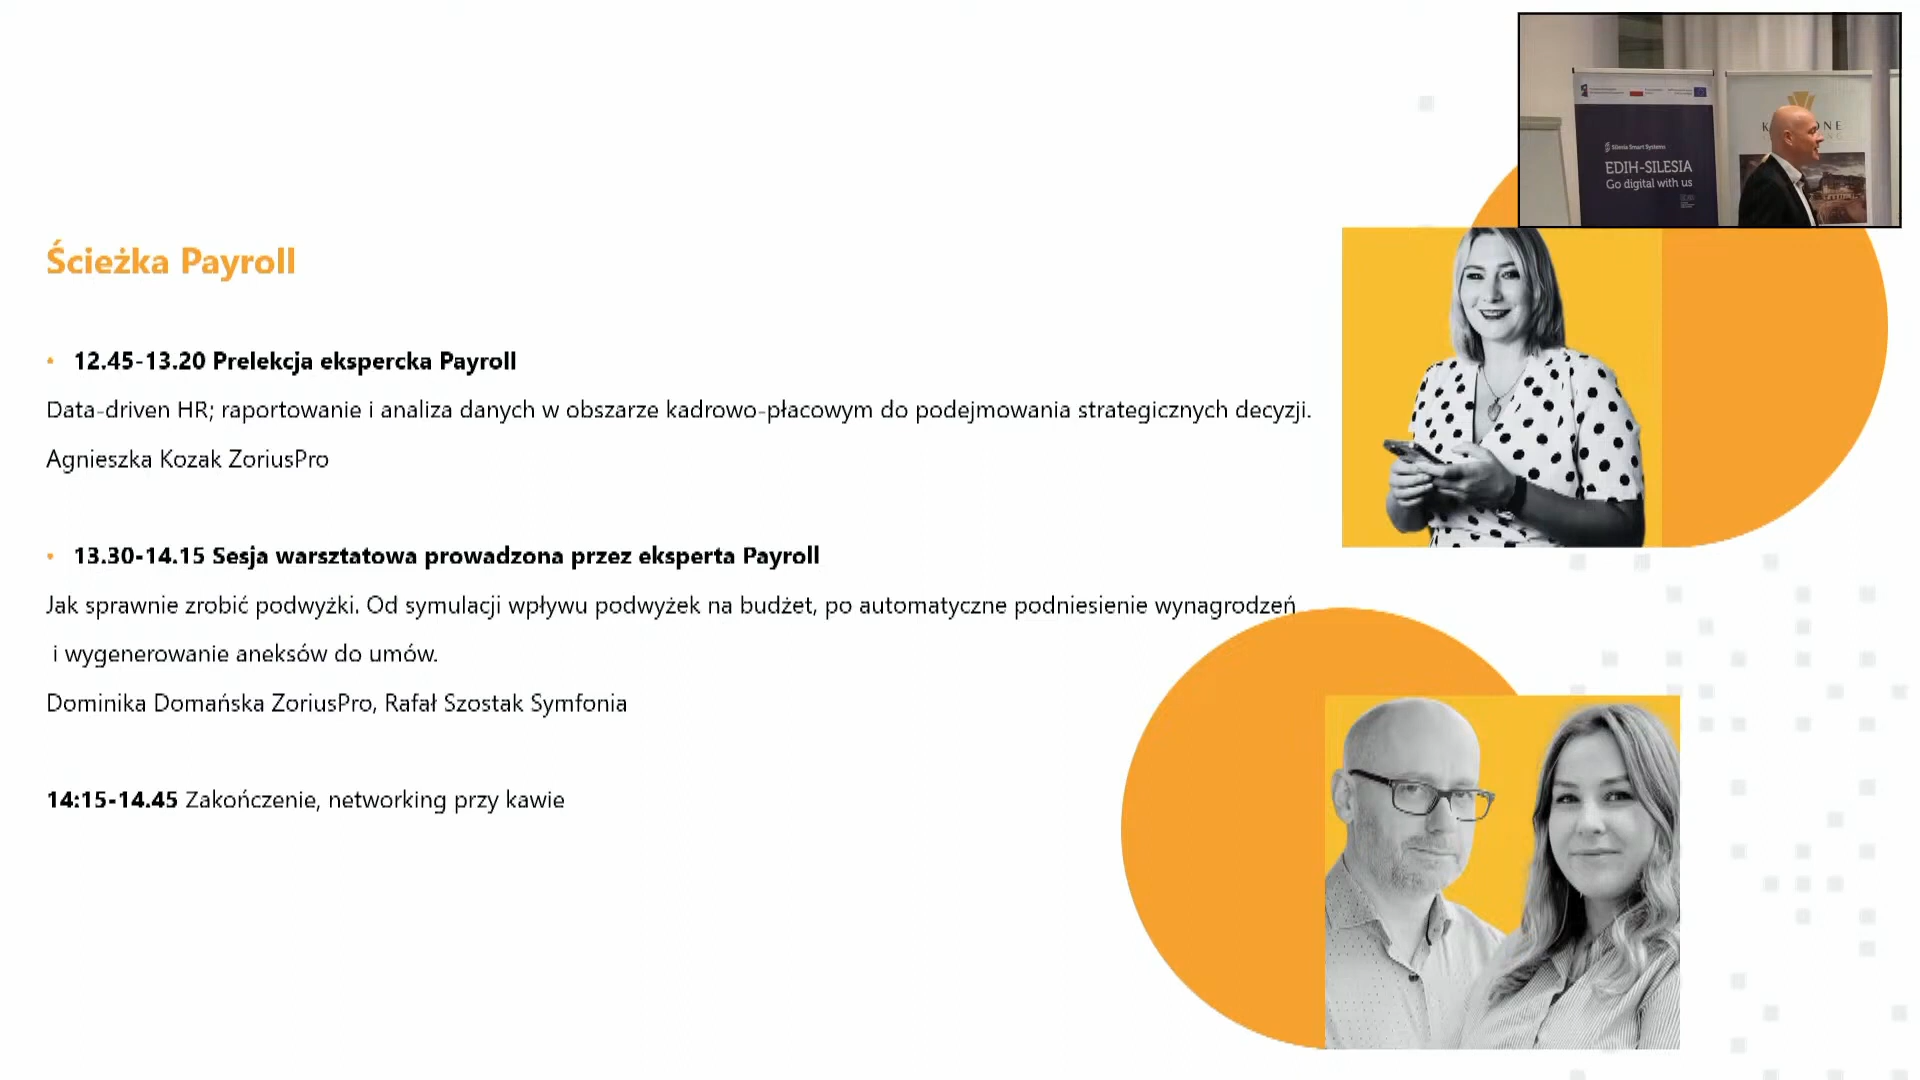 Ścieżka Payroll
• 12.45-13.20 Prelekcja ekspercka Payroll
Data-driven HR; raportowanie i analiza danych w obszarze kadrowo-płacowym do podejmowania strategicznych decyzji.
Agnieszka Kozak ZoriusPro
• 13.30-14.15 Sesja warsztatowa prowadzona przez eksperta Payroll
Jak sprawnie zrobić podwyżki. Od symulacji wpływu podwyżek na budżet, po automatyczne podniesienie wynagrodzeń
i wygenerowanie aneksów do umów.
Dominika Domańska ZoriusPro, Rafał Szostak Symfonia
14:15-14.45 Zakończenie, networking przy kawie
Silesia Smart Systems
EDIH-SILESIA
Go digital with us